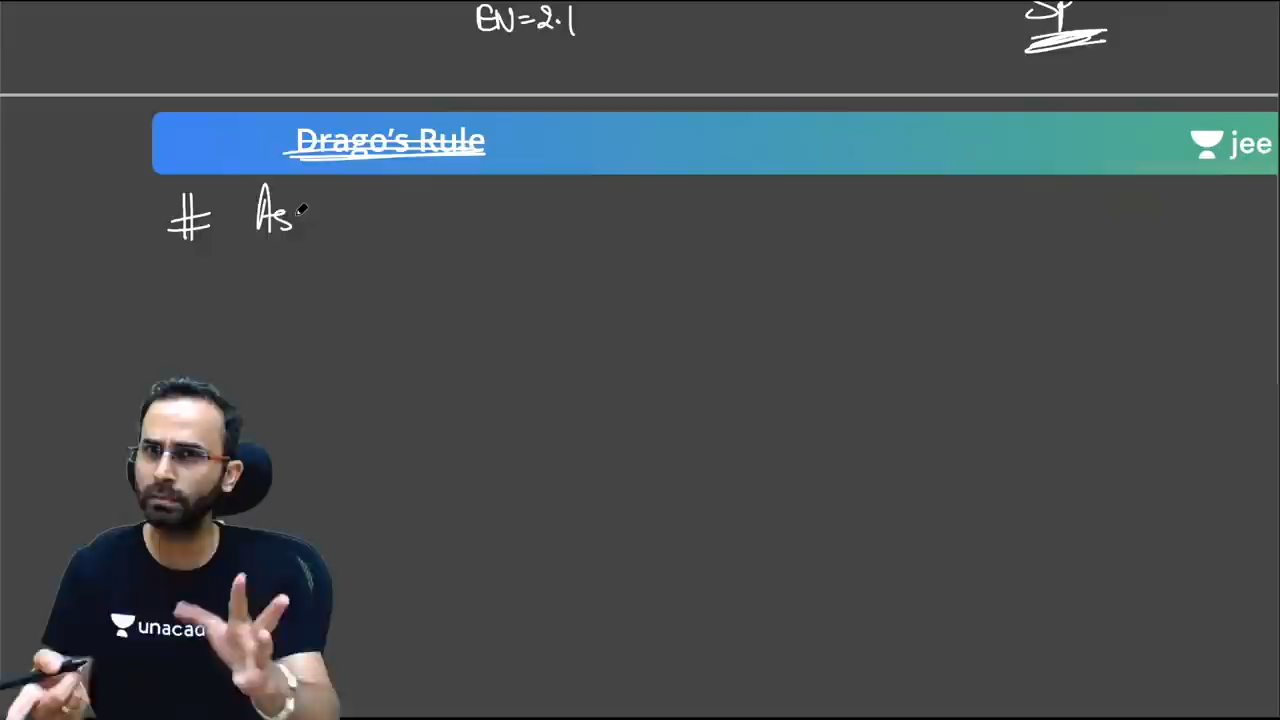 EN=2.1
Drago's Rule
jee
# As
unacad